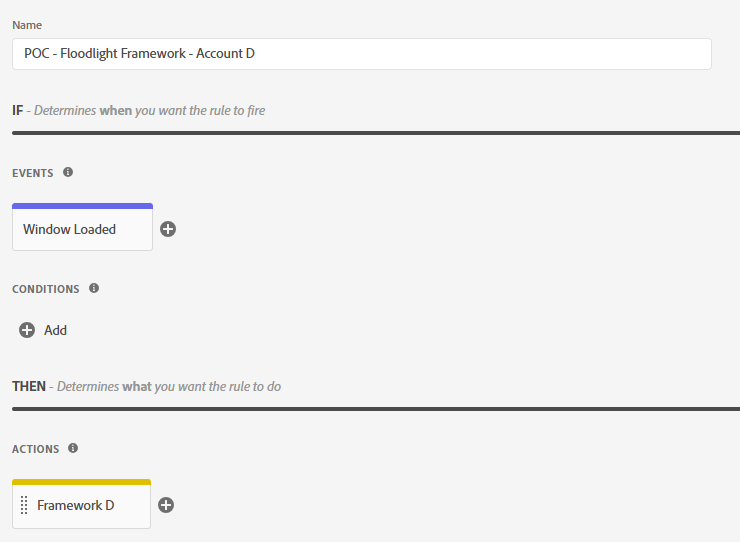 Name
POC - Floodlight Framework - Account D
IF - Determines when you want the rule to fire
EVENTS
Window Loaded
CONDITIONS
Add
THEN - Determines what you want the rule to do
ACTIONS
Framework D